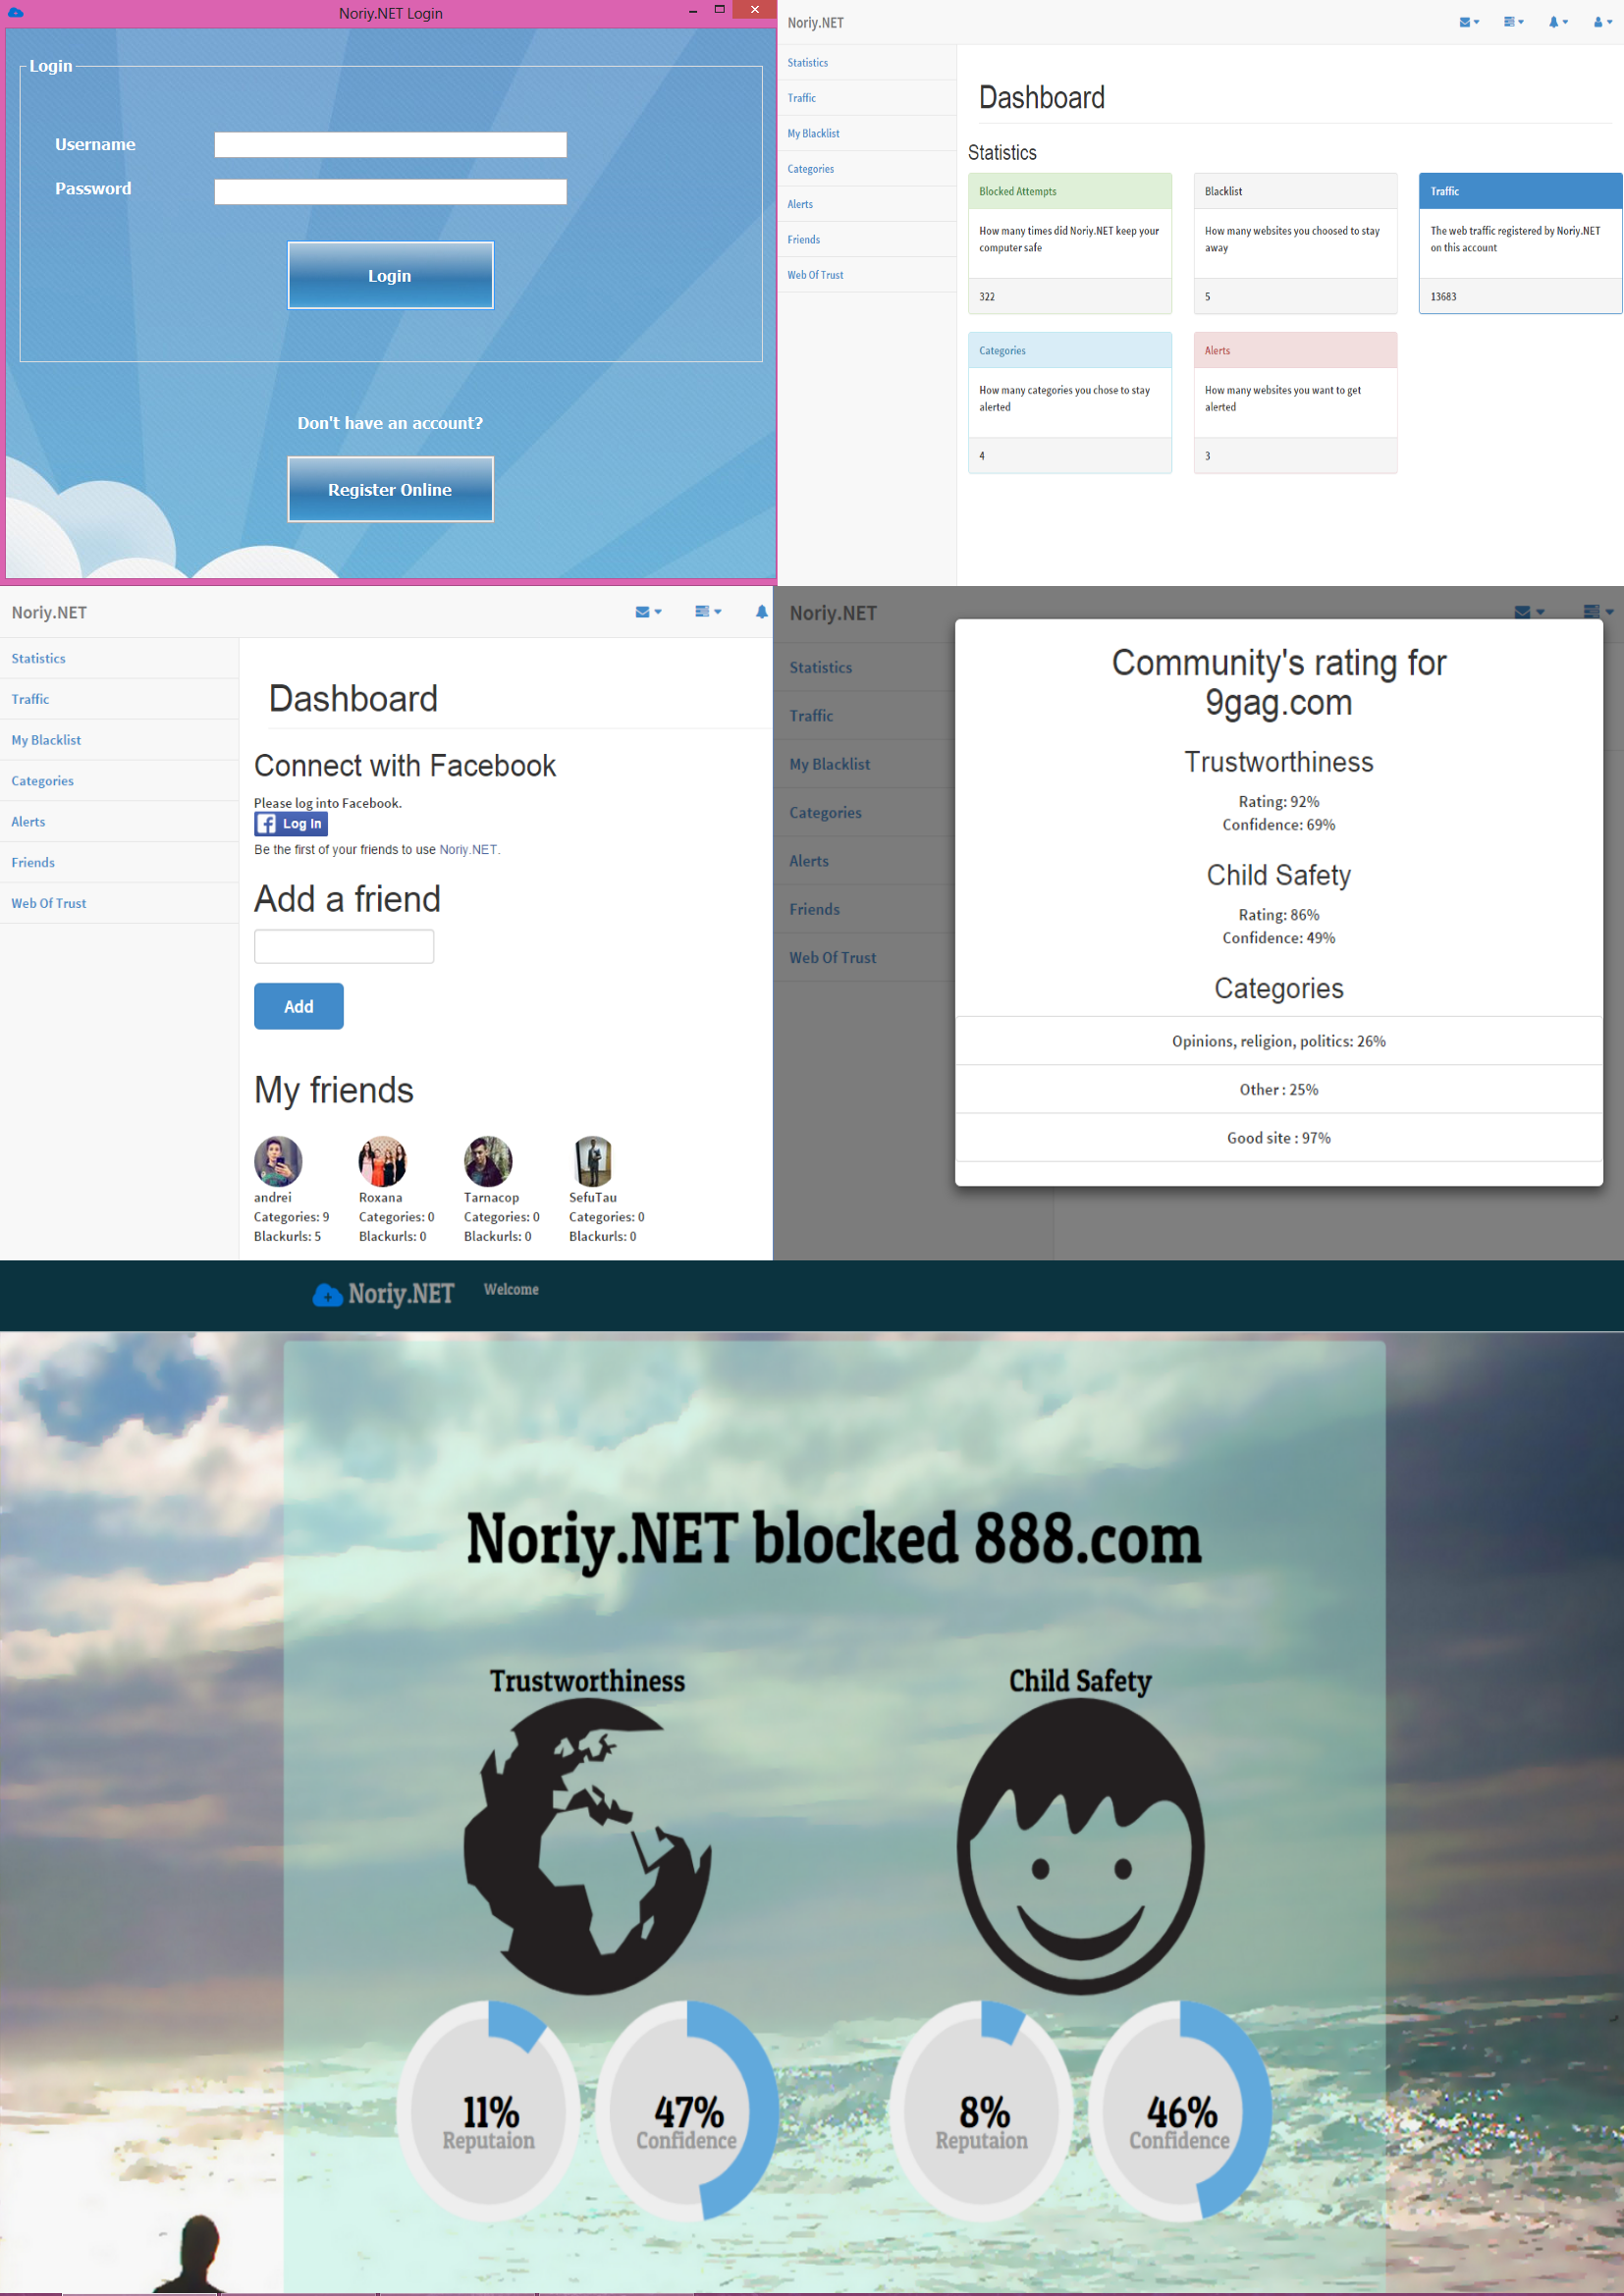 Noriy.NET Login
Login
Username
Password
Login
Don't have an account?
Register Online
Noriy.NET
Statistics
Traffic
My Blacklist
Categories
Alerts
Friends
Web Of Trust
Dashboard
Statistics
Blocked Attempts
How many times did Noriy.NET keep your
computer safe
322
Blacklist
How many websites you choosed to stay
away
5
Traffic
The web traffic registered by Noriy.NET
on this account
13683
Categories
How many categories you chose to stay
alerted
4
Alerts
How many websites you want to get
alerted
3
Noriy.NET
Statistics
Traffic
My Blacklist
Categories
Alerts
Friends
Web Of Trust
Dashboard
Connect with Facebook
Please log into Facebook.
Log In
Be the first of your friends to use Noriy.NET.
Add a friend
Add
My friends
andrei
Categories: 9
Blackurls: 5
Roxana
Categories: 0
Blackurls: 0
Tarnacop
Categories: 0
Blackurls: 0
SefuTau
Categories: 0
Blackurls: 0
Noriy.NET
Statistics
Traffic
My Blacklist
Categories
Alerts
Friends
Web Of Trust
Community's rating for
9gag.com
Trustworthiness
Rating: 92%
Confidence: 69%
Child Safety
Rating: 86%
Confidence: 49%
Categories
Opinions, religion, politics: 26%
Other : 25%
Good site : 97%
Noriy.NET Welcome
Noriy.NET blocked 888.com
Trustworthiness
Child Safety
11%
Reputaion
47%
Confidence
8%
Reputaion
46%
Confidence